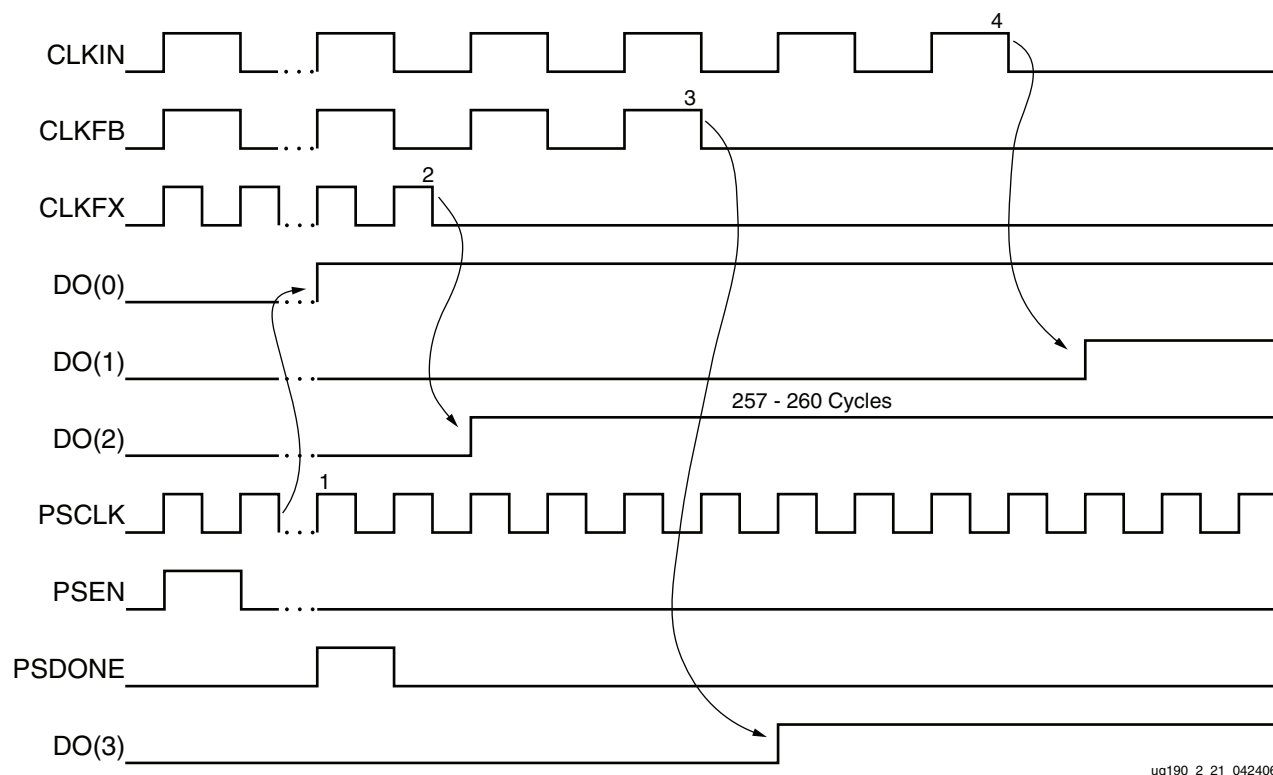 4
CLKIN
3
CLKFB
2
CLKFX
DO(0)
DO(1)
257 - 260 Cycles
DO(2)
1
PSCLK
PSEN
PSDONE
DO(3)
ug190_2_21_042406